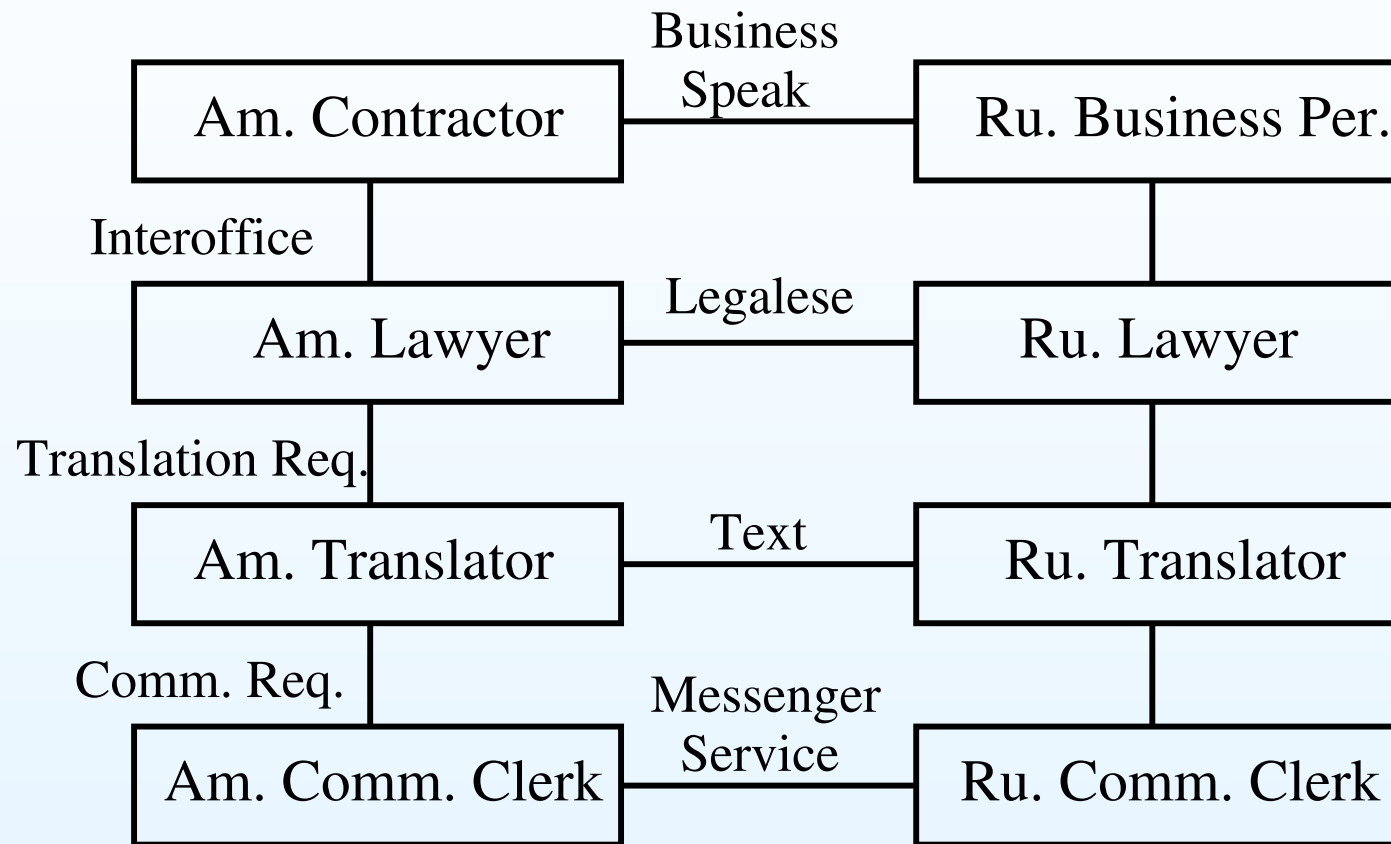 Business
Speak
Am. Contractor
Ru. Business Per.
Interoffice
Legalese
Am. Lawyer
Ru. Lawyer
Translation Req.
Text
Am. Translator
Ru. Translator
Comm. Req.
Messenger
Service
Am. Comm. Clerk
Ru. Comm. Clerk